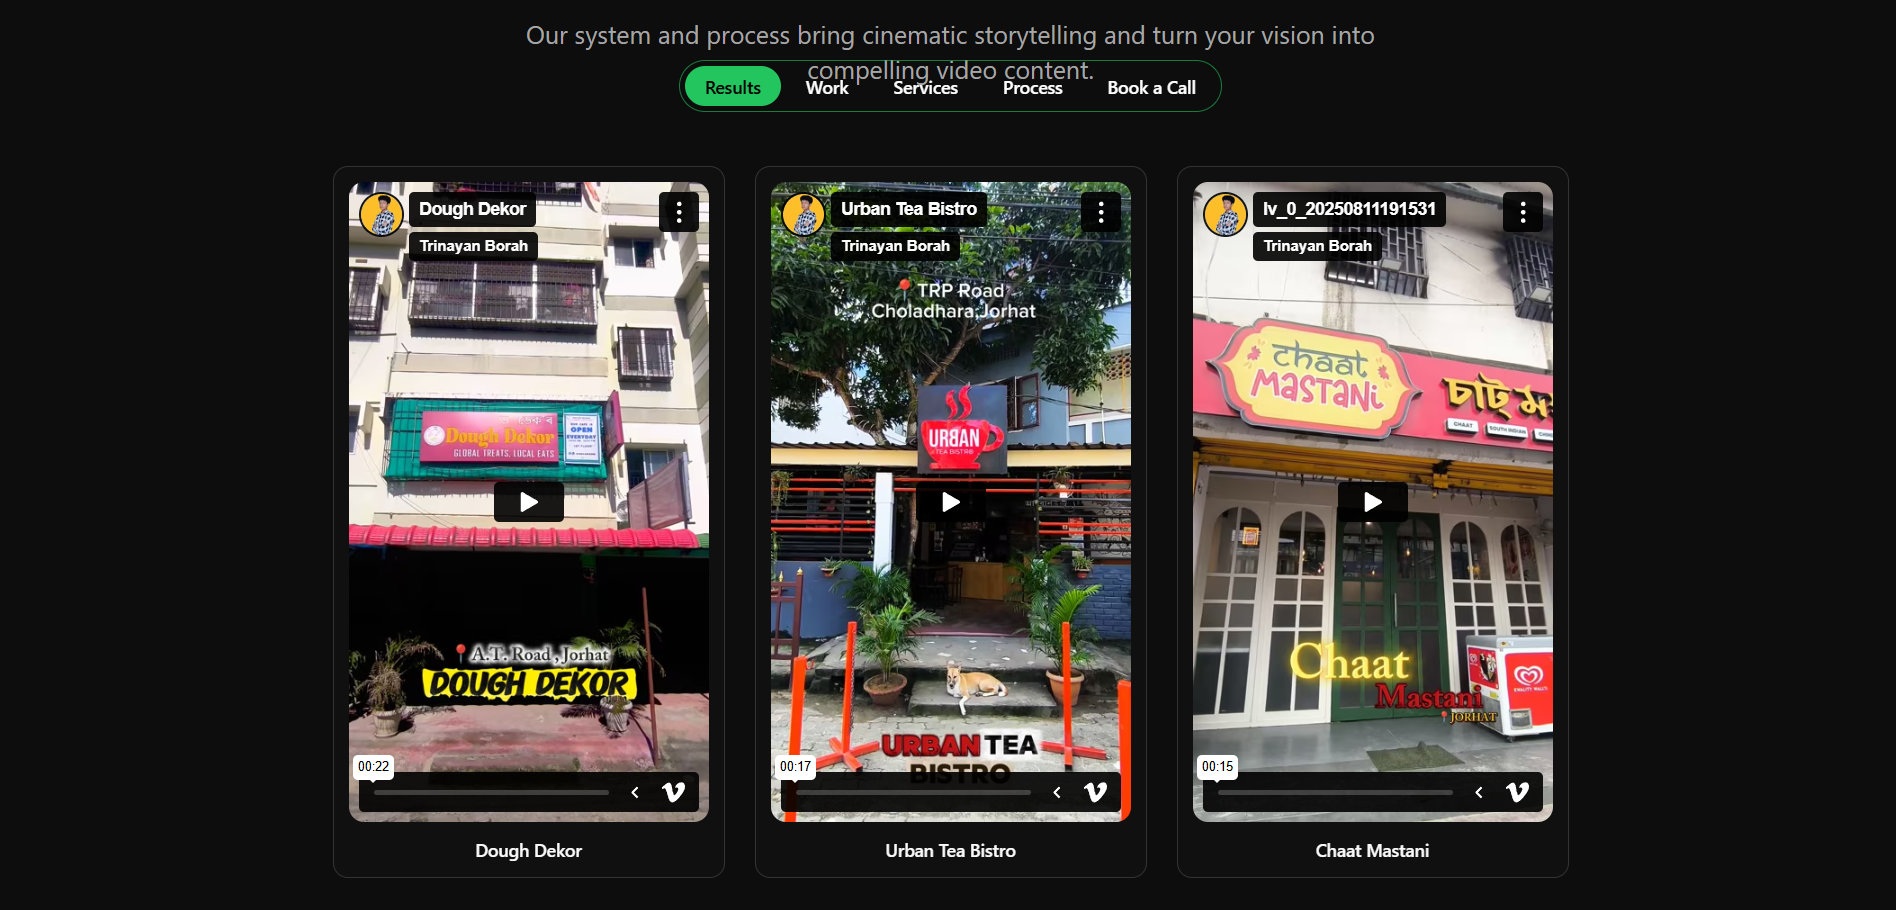 Our system and process bring cinematic storytelling and turn your vision into
compelling video content.
Results
Work
Services
Process
Book a Call
Dough Dekor
Trinayan Borah
Dough Dekor
GLOBAL TREATS, LOCAL EATS
OPEN
EVERYDAY
A.T. Road, Jorhat
DOUGH DEKOR
00:22
Dough Dekor
Urban Tea Bistro
Trinayan Borah
TRP Road
Choladhara, Jorhat
URBAN
TEA BISTRO
URBAN TEA
BISTRO
00:17
Urban Tea Bistro
lv_0_20250811191531
Trinayan Borah
chaat
MASTANI
CHAAT
SOUTH INDIAN
Chaat
Mastani
JORHAT
00:15
Chaat Mastani